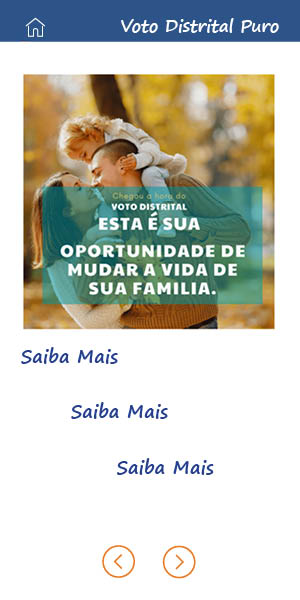 Voto Distrital Puro
Chegou a hora do
VOTO DISTRITAL
ESTA É SUA
OPORTUNIDADE DE
MUDAR A VIDA DE
SUA FAMILIA.
Saiba Mais
Saiba Mais
Saiba Mais